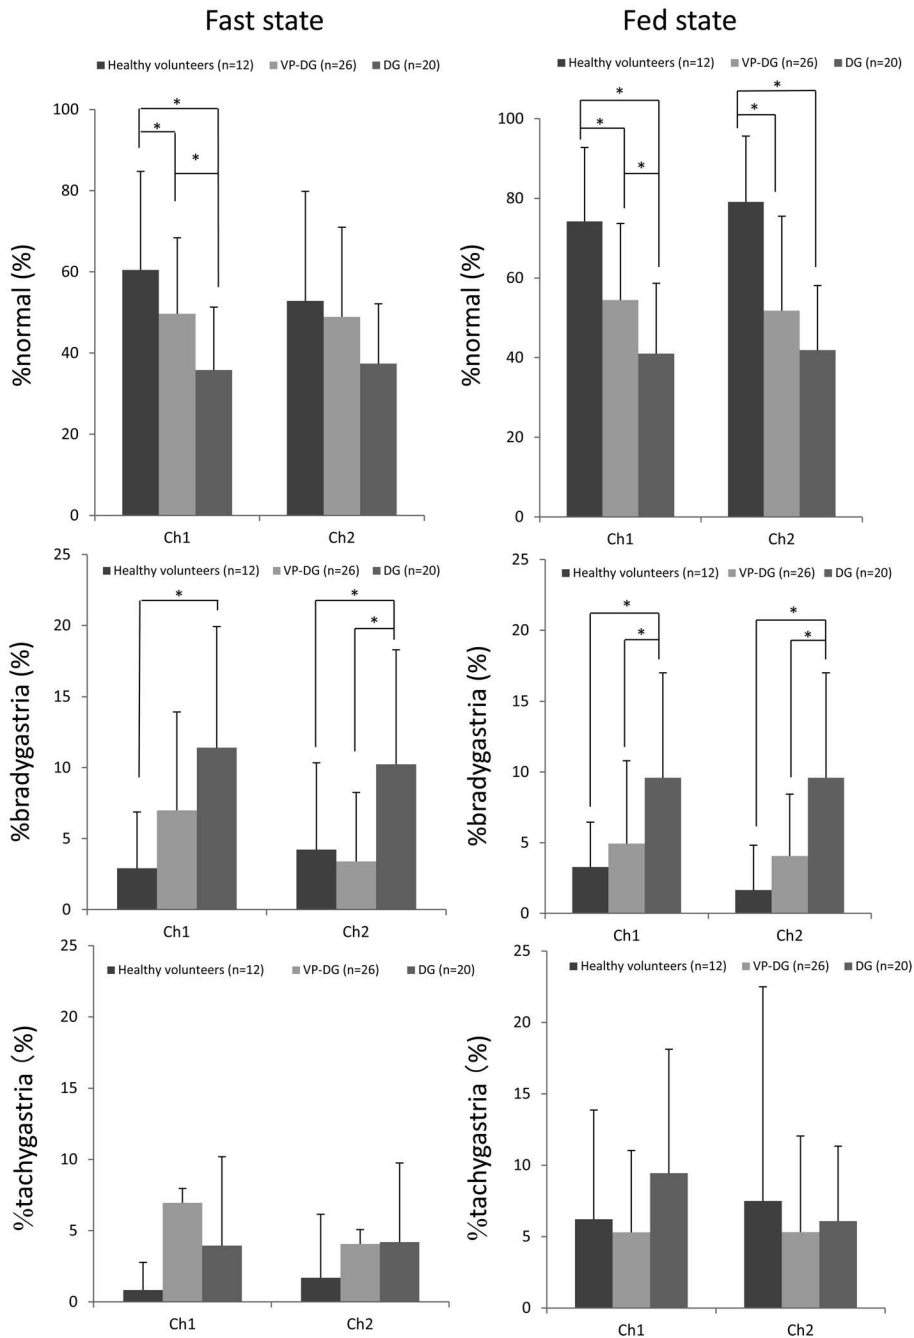 Fast state
Fed state
Healthy volunteers (n=12) VP-DG (n=26) DG (n=20)
Healthy volunteers (n=12) VP-DG (n=26) DG (n=20)
%normal (%)
100
80
60
40
20
0
* * *
Ch1 Ch2
%normal (%)
100
80
60
40
20
0
* * * * *
Ch1 Ch2
%bradygastria (%)
25
20
15
10
5
0
Healthy volunteers (n=12) VP-DG (n=26) DG (n=20)
* * *
Ch1 Ch2
%bradygastria (%)
25
20
15
10
5
0
Healthy volunteers (n=12) VP-DG (n=26) DG (n=20)
* * * *
Ch1 Ch2
%tachygastria (%)
25
20
15
10
5
0
Healthy volunteers (n=12) VP-DG (n=26) DG (n=20)
Ch1 Ch2
%tachygastria (%)
25
20
15
10
5
0
Healthy volunteers (n=12) VP-DG (n=26) DG (n=20)
Ch1 Ch2